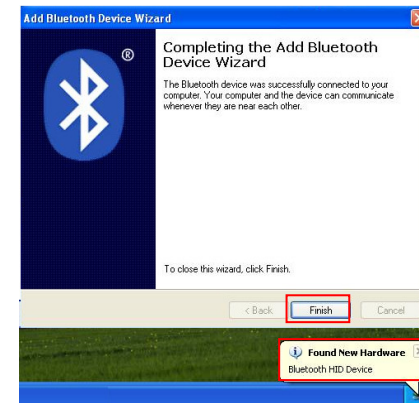 Add Bluetooth Device Wizard
®
Completing the Add Bluetooth
Device Wizard
The Bluetooth device was successfully connected to your
computer. Your computer and the device can communicate
whenever they are near each other.
To close this wizard, click Finish.
< Back Finish Cancel
Found New Hardware
Bluetooth HID Device